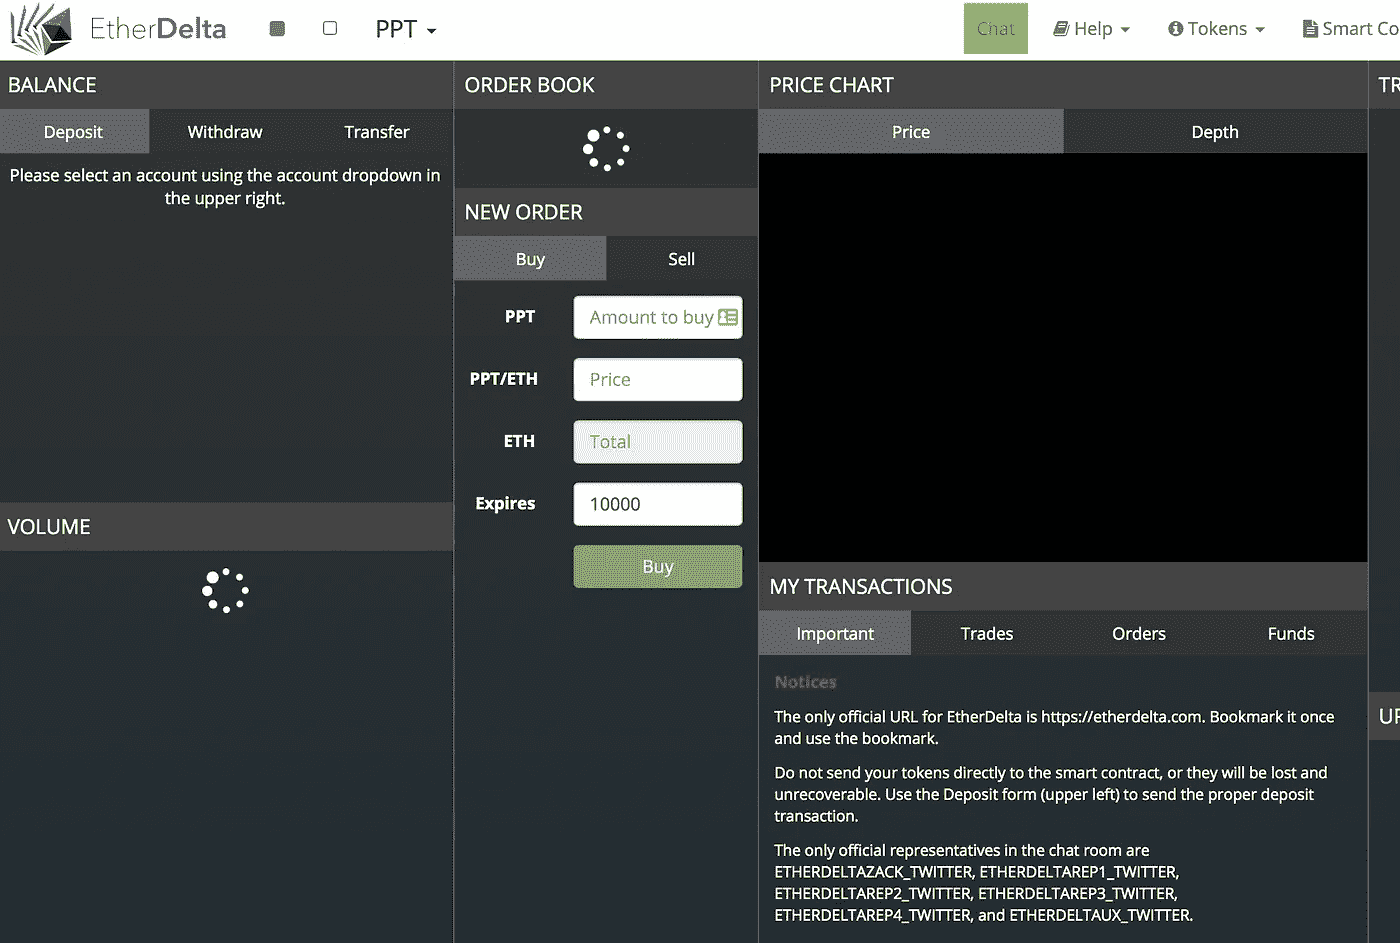 EtherDelta
PPT
Chat
Help
Tokens
Smart Co
BALANCE
Deposit
Withdraw
Transfer
Please select an account using the account dropdown in
the upper right.
VOLUME
ORDER BOOK
NEW ORDER
Buy
Sell
PPT
Amount to buy
PPT/ETH
Price
ETH
Total
Expires
10000
Buy
PRICE CHART
Price
Depth
MY TRANSACTIONS
Important
Trades
Orders
Funds
Notices
The only official URL for EtherDelta is https://etherdelta.com. Bookmark it once
and use the bookmark.
Do not send your tokens directly to the smart contract, or they will be lost and
unrecoverable. Use the Deposit form (upper left) to send the proper deposit
transaction.
The only official representatives in the chat room are
ETHERDELTAZACK_TWITTER, ETHERDELTAREP1_TWITTER,
ETHERDELTAREP2_TWITTER, ETHERDELTAREP3_TWITTER,
ETHERDELTAREP4_TWITTER, and ETHERDELTAUX_TWITTER.
TR
UP